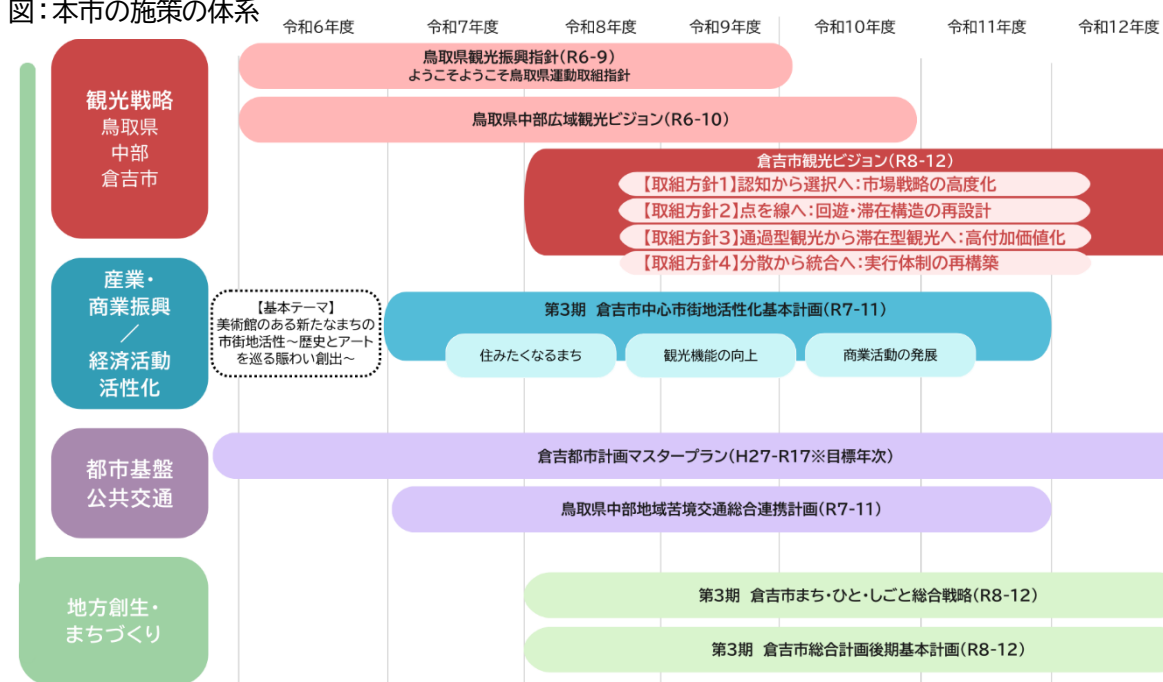 図：本市の施策の体系
令和6年度
令和7年度
令和8年度
令和9年度
令和10年度
令和11年度
令和12年度
観光戦略
鳥取県
中部
倉吉市
鳥取県観光振興指針(R6-9)
ようこそようこそ鳥取県運動取組指針
鳥取県中部広域観光ビジョン(R6-10)
倉吉市観光ビジョン(R8-12)
【取組方針1】認知から選択へ：市場戦略の高度化
【取組方針2】点を線へ：回遊・滞在構造の再設計
【取組方針3】通過型観光から滞在型観光へ：高付加価値化
【取組方針4】分散から統合へ：実行体制の再構築
産業・
商業振興
／
経済活動
活性化
【基本テーマ】
美術館のある新たなまちの
市街地活性～歴史とアート
を巡る賑わい創出～
第3期 倉吉市中心市街地活性化基本計画(R7-11)
住みたくなるまち
観光機能の向上
商業活動の発展
都市基盤
公共交通
倉吉都市計画マスタープラン(H27-R17※目標年次)
鳥取県中部地域苦境交通総合連携計画(R7-11)
地方創生・
まちづくり
第3期 倉吉市まち・ひと・しごと総合戦略(R8-12)
第3期 倉吉市総合計画後期基本計画(R8-12)